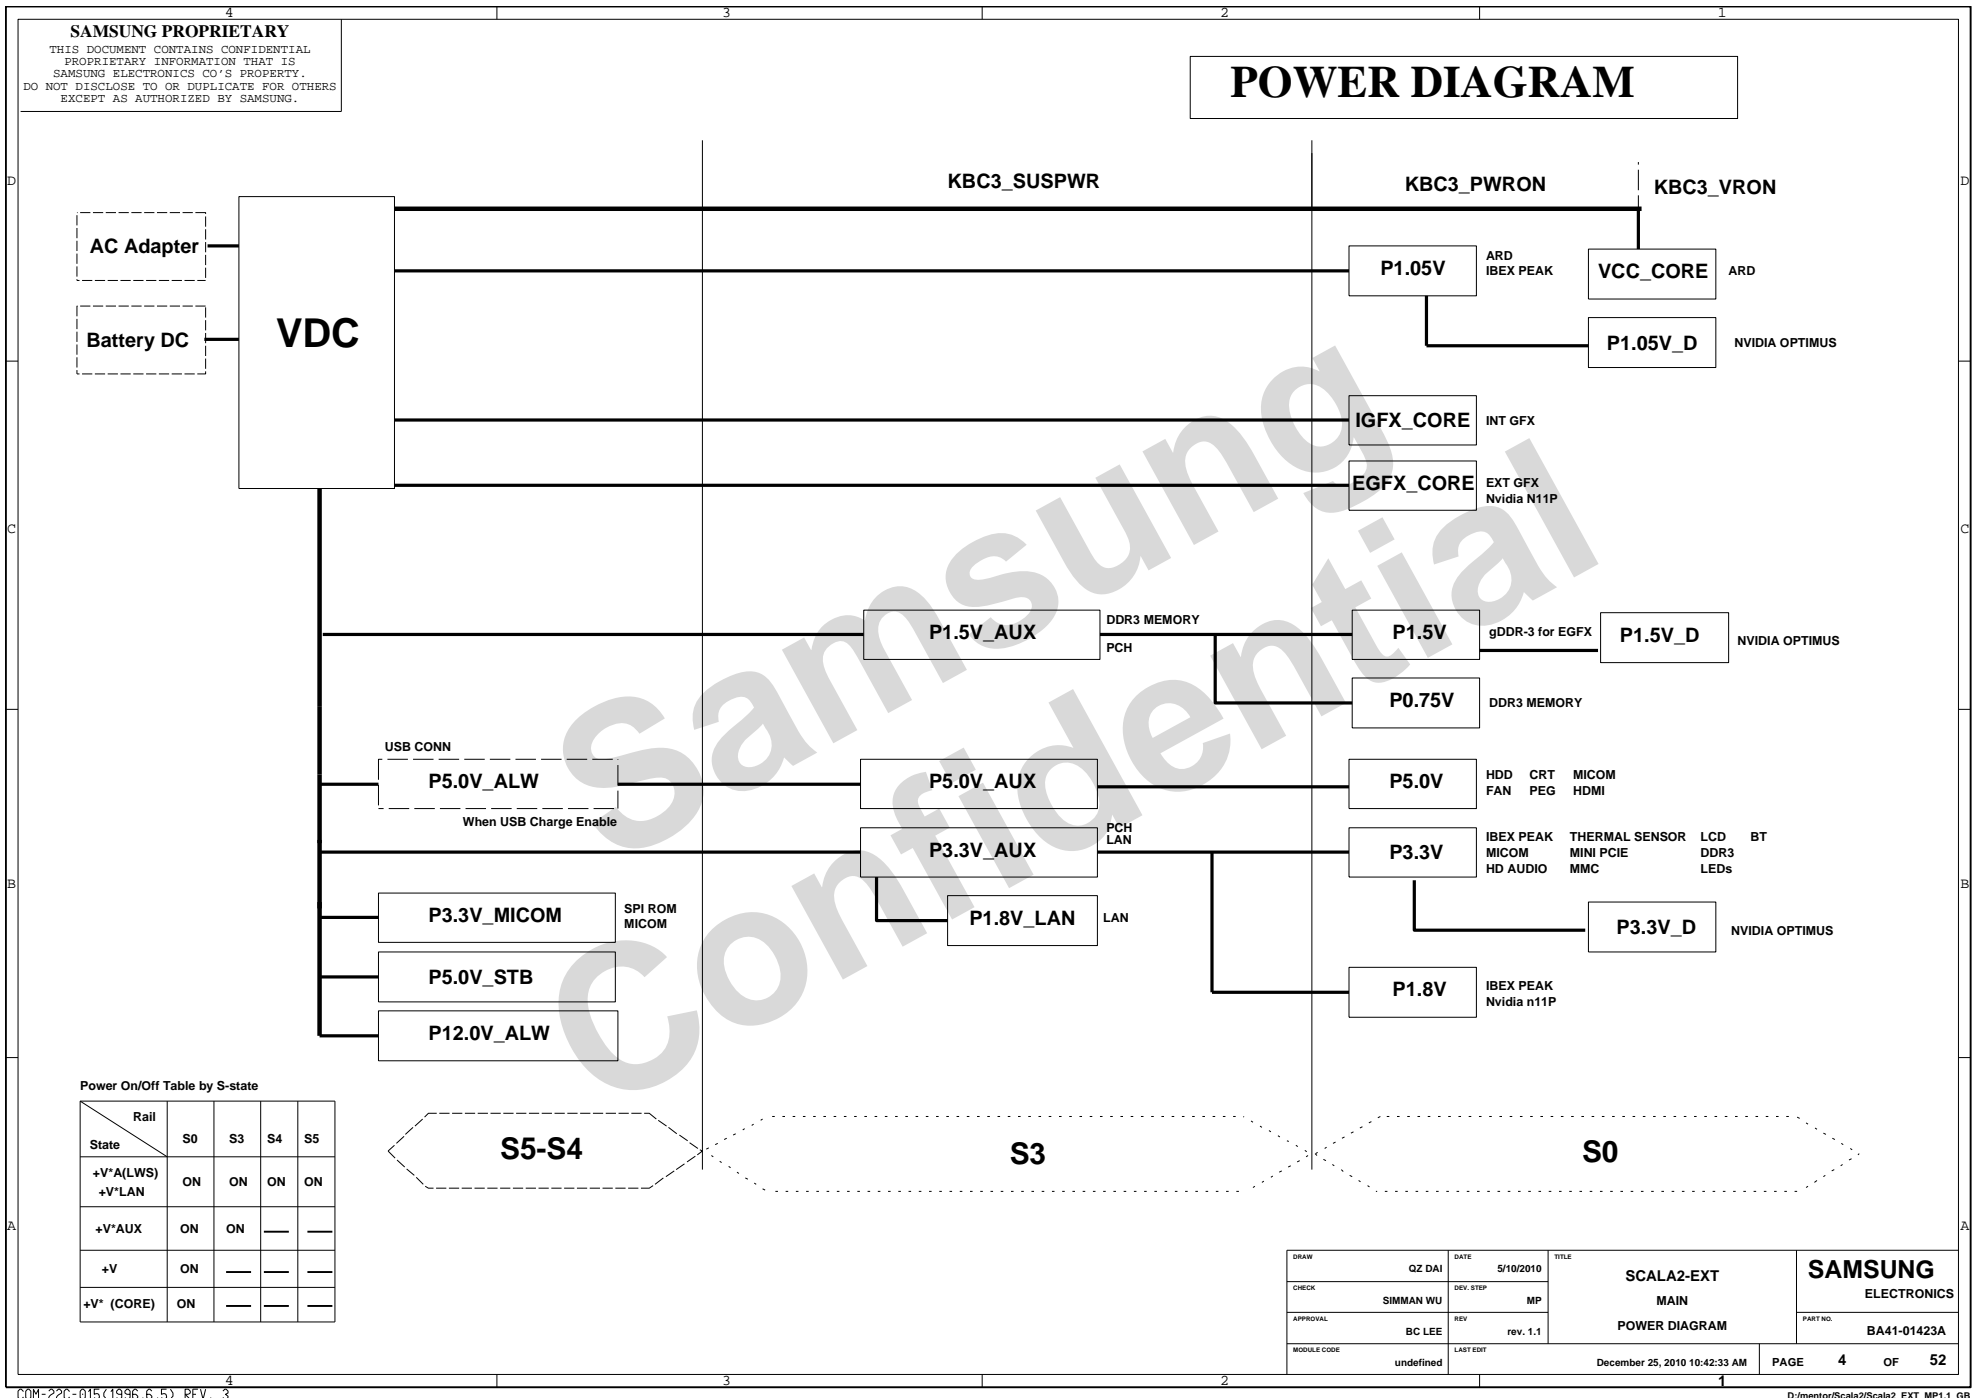 4 3 2 1
SAMSUNG PROPRIETARY
THIS DOCUMENT CONTAINS CONFIDENTIAL
PROPRIETARY INFORMATION THAT IS
SAMSUNG ELECTRONICS CO'S PROPERTY.
DO NOT DISCLOSE TO OR DUPLICATE FOR OTHERS
EXCEPT AS AUTHORIZED BY SAMSUNG.
POWER DIAGRAM
D D
KBC3_SUSPWR
KBC3_PWRON
KBC3_VRON
AC Adapter
Battery DC
VDC
P1.05V
ARD
IBEX PEAK
VCC_CORE
ARD
P1.05V_D
NVIDIA OPTIMUS
IGFX_CORE
INT GFX
EGFX_CORE
EXT GFX
Nvidia N11P
C C
Samsung
Confidential
P1.5V_AUX
DDR3 MEMORY
PCH
P1.5V
gDDR-3 for EGFX
P1.5V_D
NVIDIA OPTIMUS
P0.75V
DDR3 MEMORY
USB CONN
P5.0V_ALW
When USB Charge Enable
P5.0V_AUX
P5.0V
HDD CRT MICOM
FAN PEG HDMI
P3.3V_AUX
PCH
LAN
P3.3V
IBEX PEAK THERMAL SENSOR LCD BT
MICOM MINI PCIE DDR3
HD AUDIO MMC LEDs
B B
P3.3V_MICOM
SPI ROM
MICOM
P1.8V_LAN
LAN
P3.3V_D
NVIDIA OPTIMUS
P5.0V_STB
P1.8V
IBEX PEAK
Nvidia n11P
P12.0V_ALW
Power On/Off Table by S-state
Rail
State
S0 S3 S4 S5
+V*A(LWS)
+V*LAN
ON ON ON ON
+V*AUX ON ON — —
+V ON — — —
+V* (CORE) ON — — —
S5-S4
S3
S0
A A
DRAW
QZ DAI
DATE
5/10/2010
TITLE
SCALA2-EXT
MAIN
POWER DIAGRAM
SAMSUNG
ELECTRONICS
CHECK
SIMMAN WU
DEV. STEP
MP
APPROVAL
BC LEE
REV
rev. 1.1
PART NO.
BA41-01423A
MODULE CODE
undefined
LAST EDIT
December 25, 2010 10:42:33 AM
PAGE 4 OF 52
4 3 2 1
COM-22C-015(1996.6.5) REV. 3
D:/mentor/Scala2/Scala2_EXT_MP1.1_GB